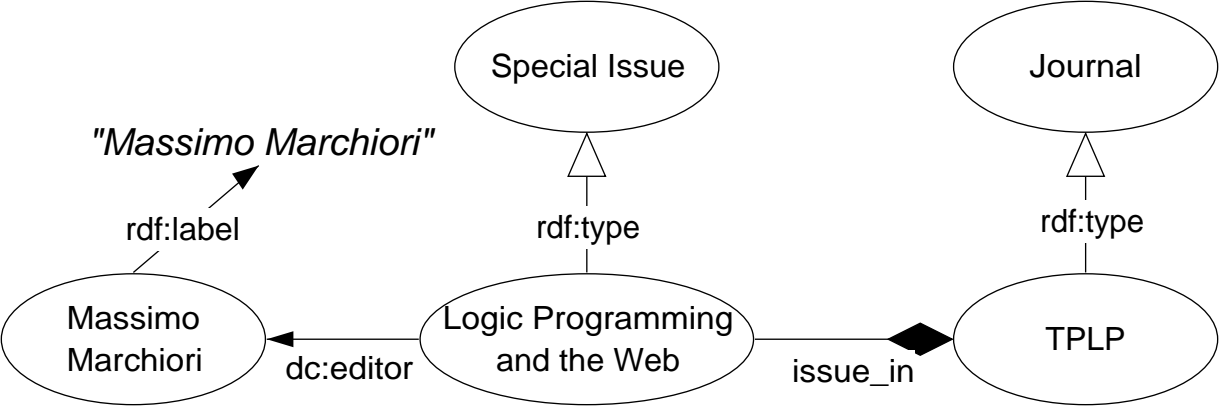 Special Issue
Journal
"Massimo Marchiori"
rdf:label
rdf:type
rdf:type
Massimo
Marchiori
Logic Programming
and the Web
TPLP
dc:editor
issue_in